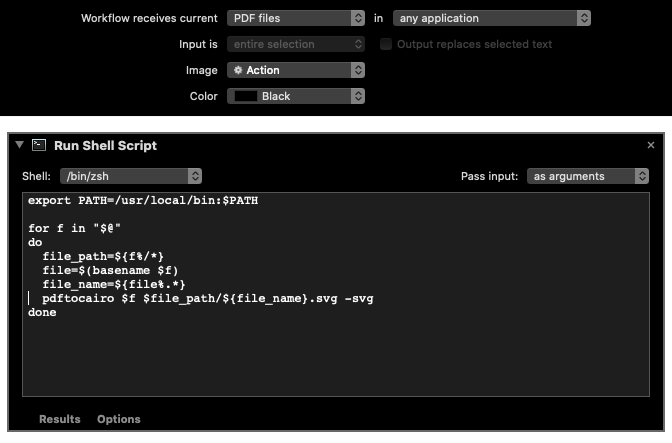 Workflow receives current PDF files in any application
Input is entire selection Output replaces selected text
Image Action
Color Black
Run Shell Script
Shell: /bin/zsh Pass input: as arguments
export PATH=/usr/local/bin:$PATH
for f in "$@"
do
file_path=${f%/*}
file=$(basename $f)
file_name=${file%.*}
pdftocairo $f $file_path/${file_name}.svg -svg
done
Results Options